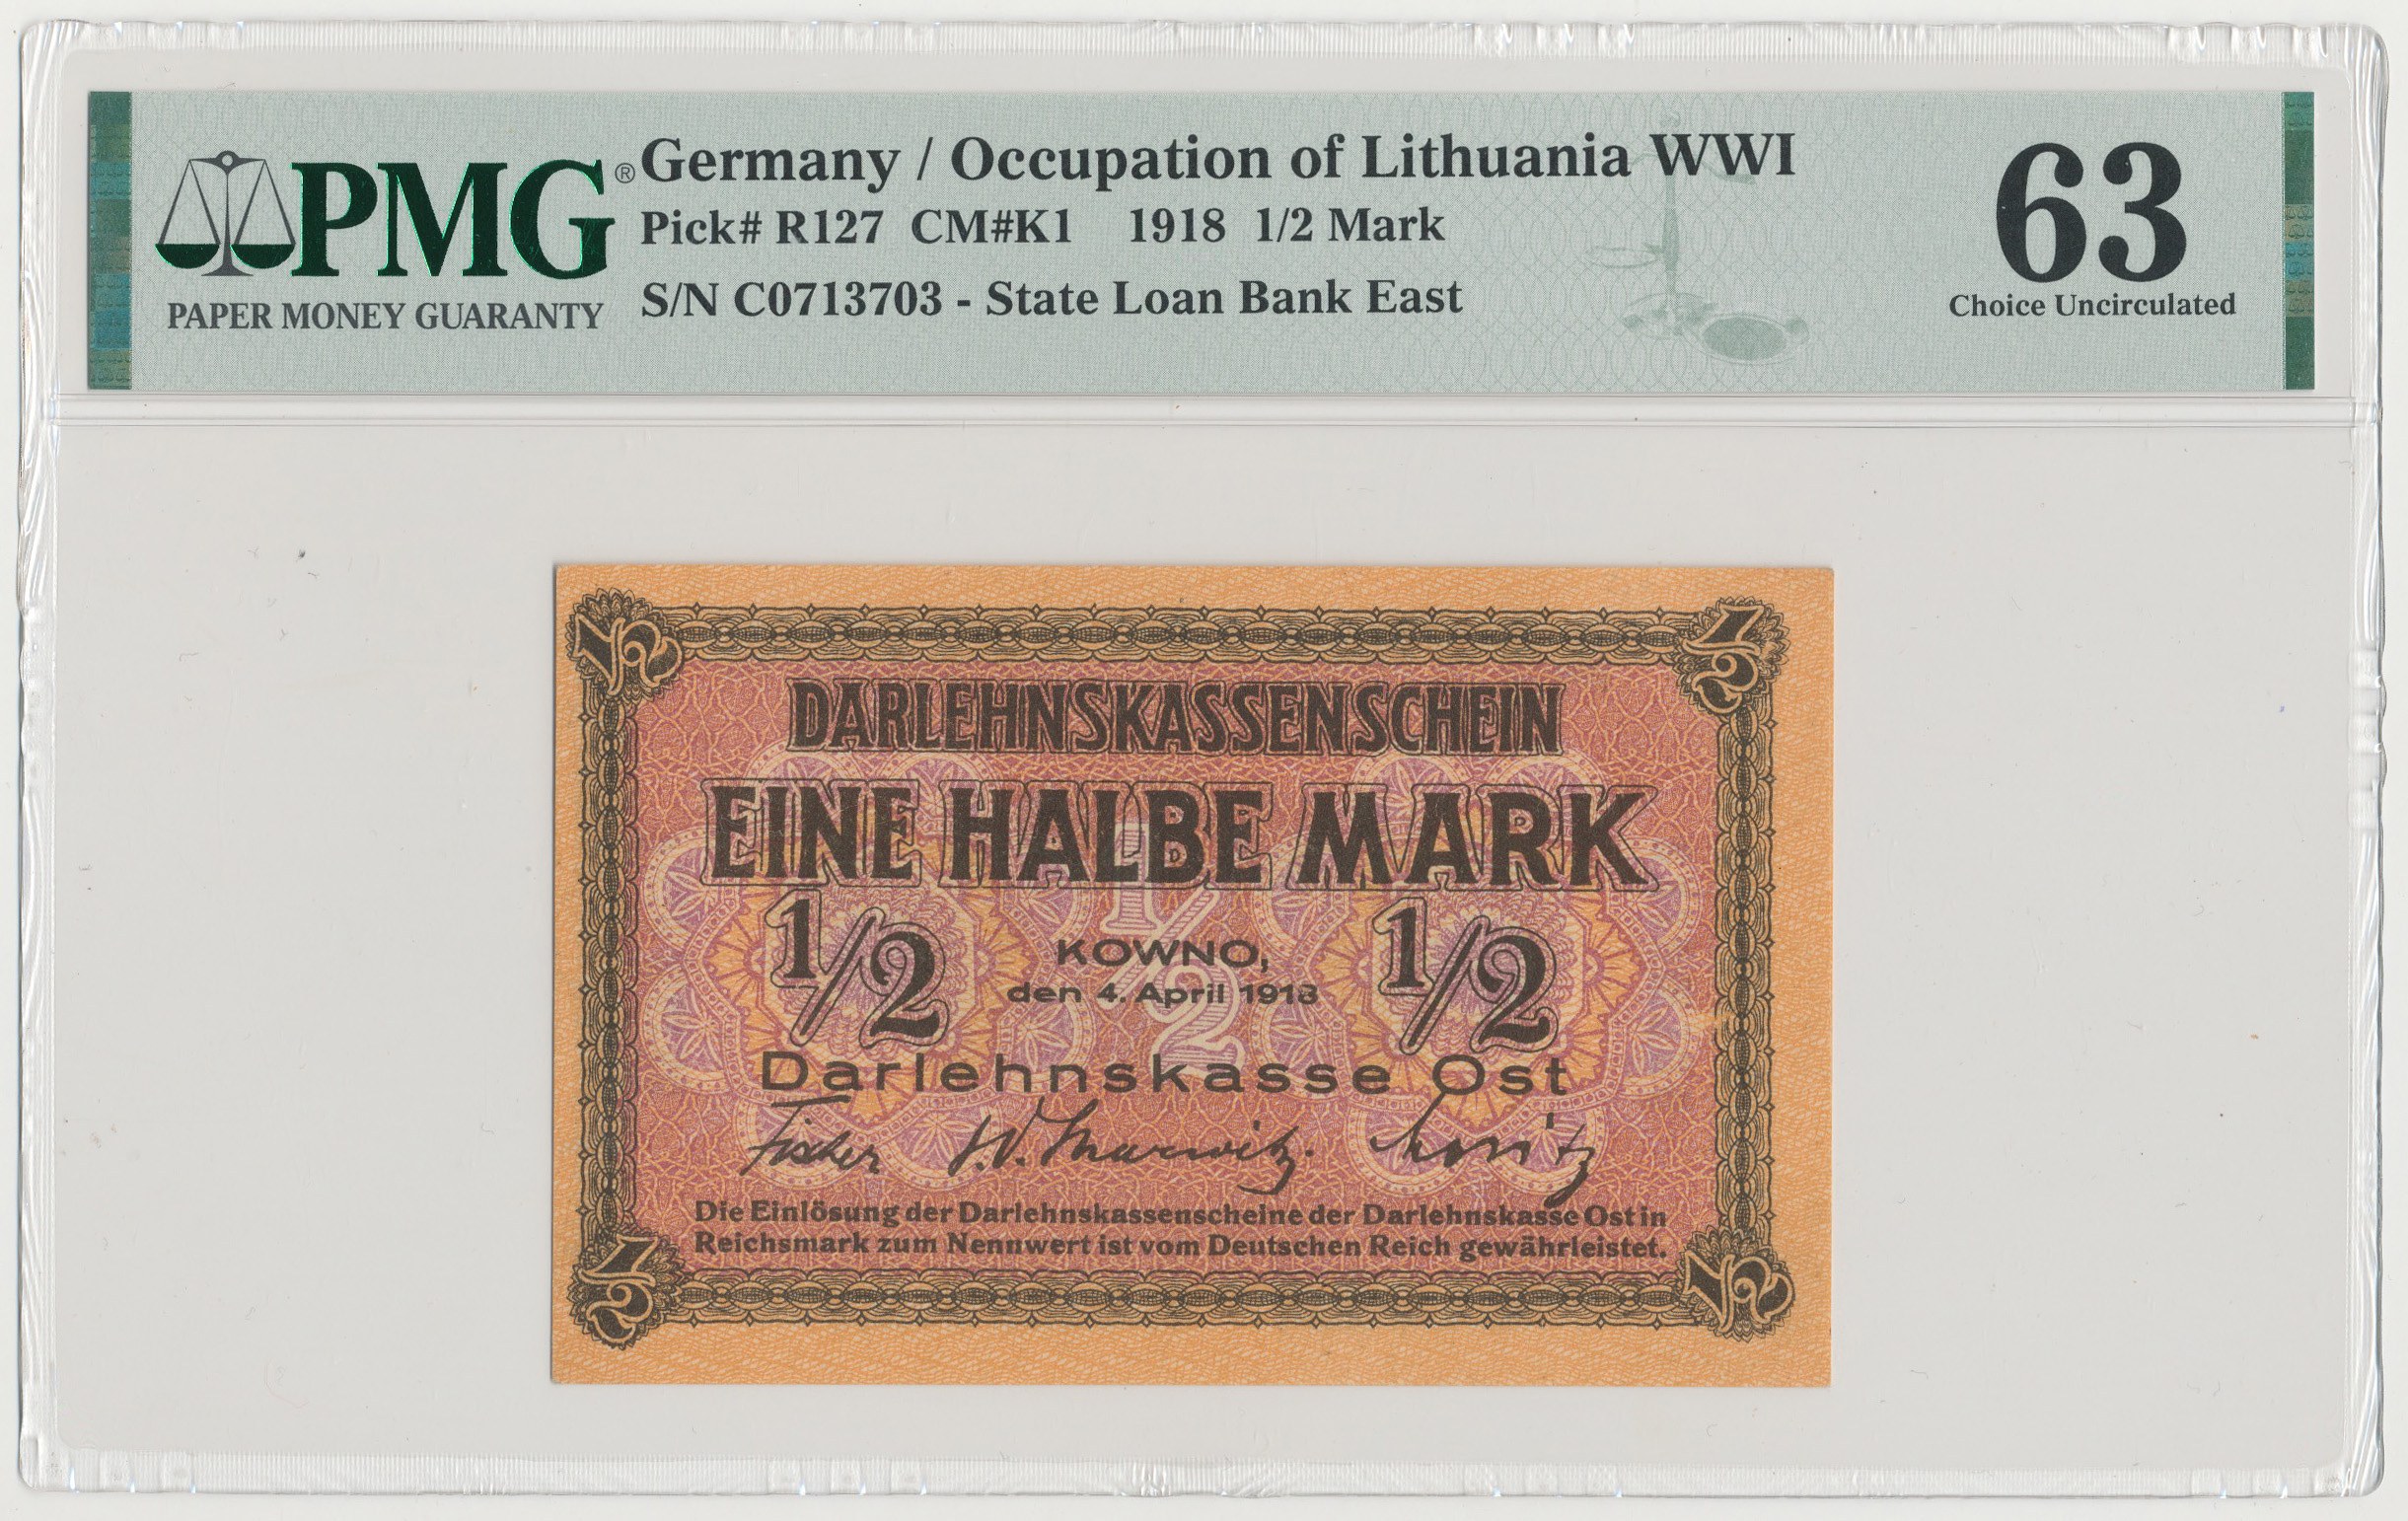 PMG®
PAPER MONEY GUARANTY
Germany / Occupation of Lithuania WWI
Pick# R127 CM#K1 1918 1/2 Mark
S/N C0713703 - State Loan Bank East
63
Choice Uncirculated
1/2
1/2
DARLEHNSKASSENSCHEIN
EINE HALBE MARK
1/2
1/2
1/2
KOWNO,
den 4. April 1918
Darlehnskasse Ost
Fischer
Die Einlösung der Darlehnskassenscheine der Darlehnskasse Ost in
Reichsmark zum Nennwert ist vom Deutschen Reich gewährleistet.
1/2
1/2